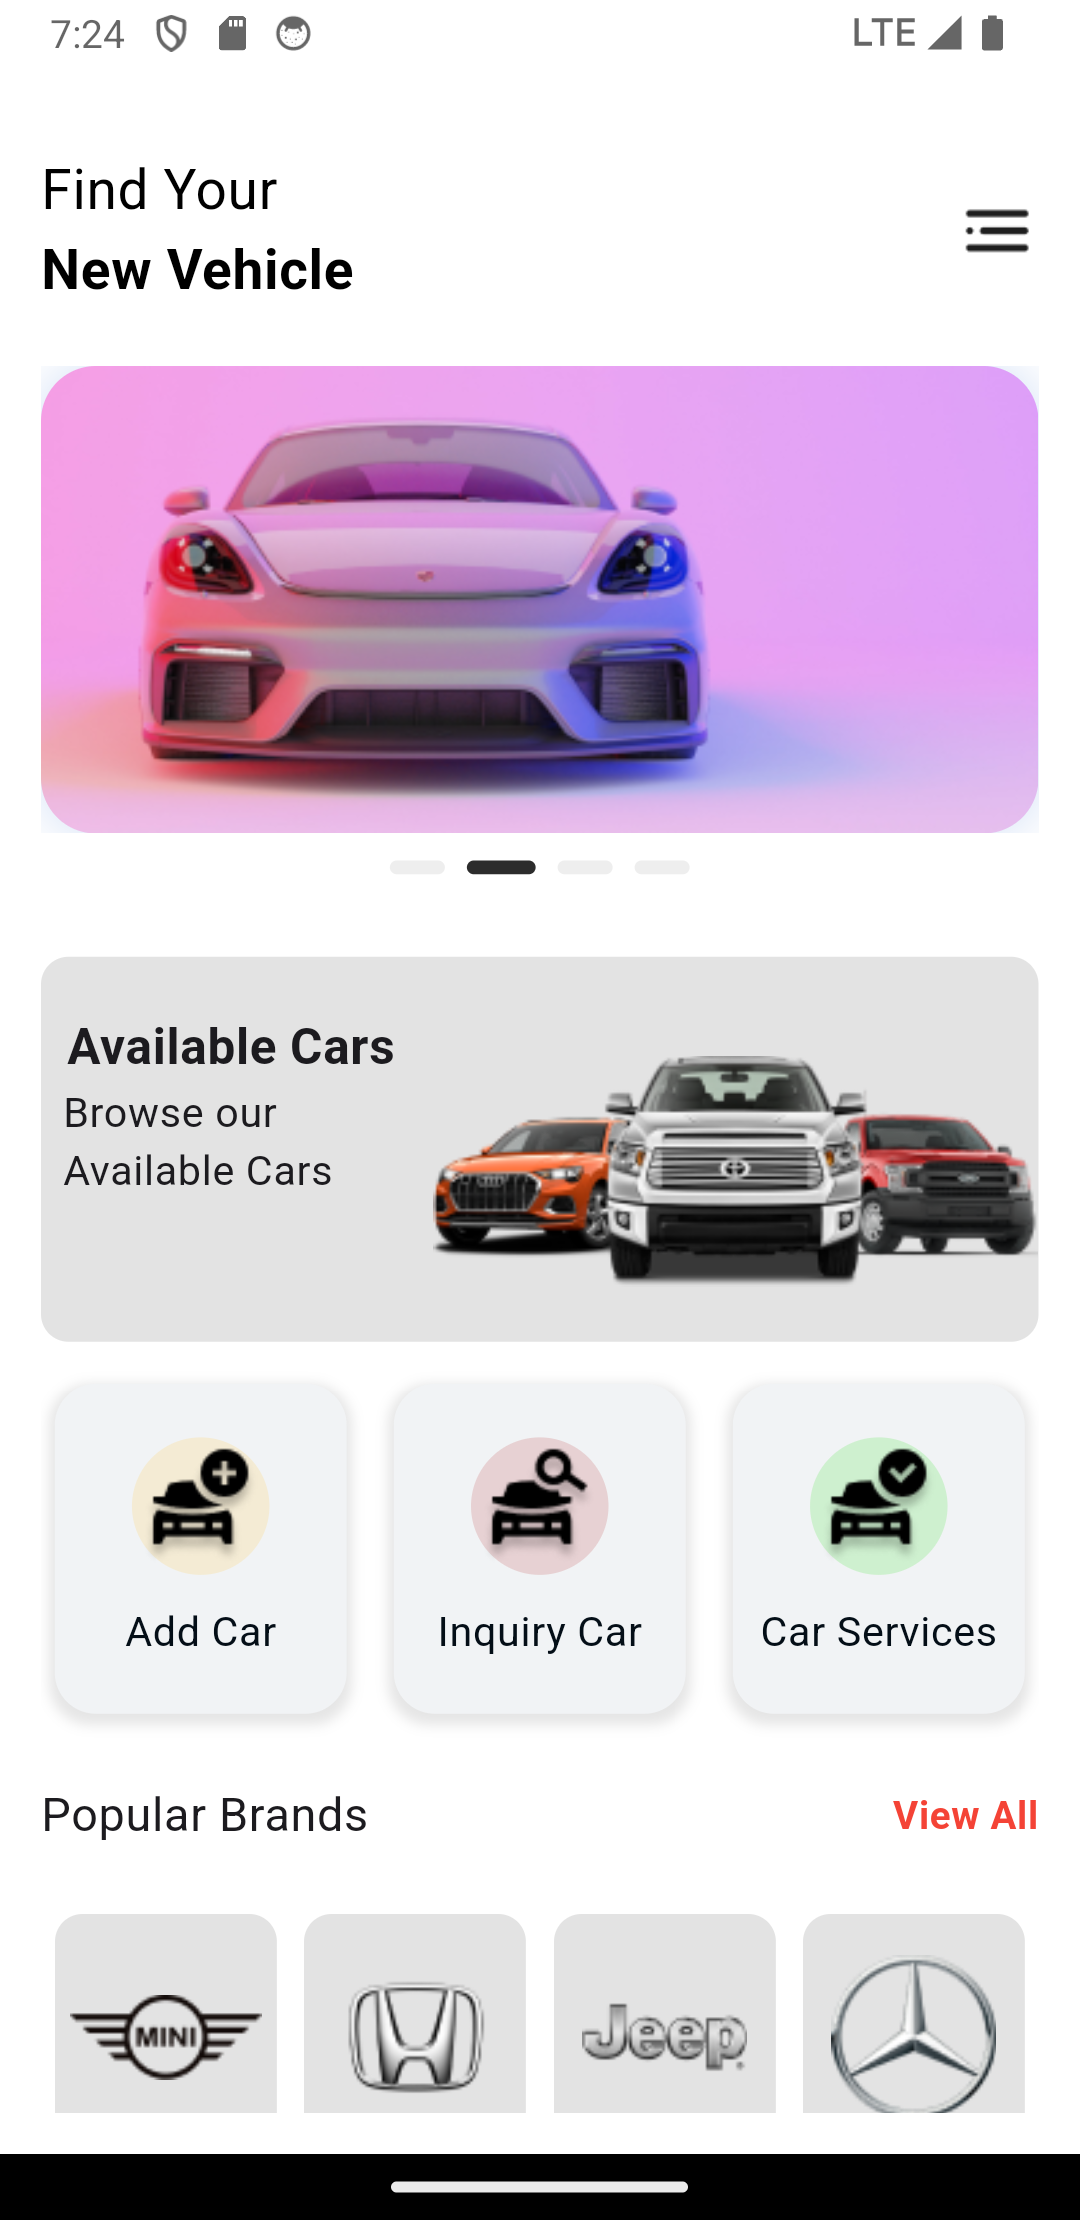 7:24
LTE
Find Your
New Vehicle
Available Cars
Browse our
Available Cars
Add Car
Inquiry Car
Car Services
Popular Brands
View All
MINI
Jeep